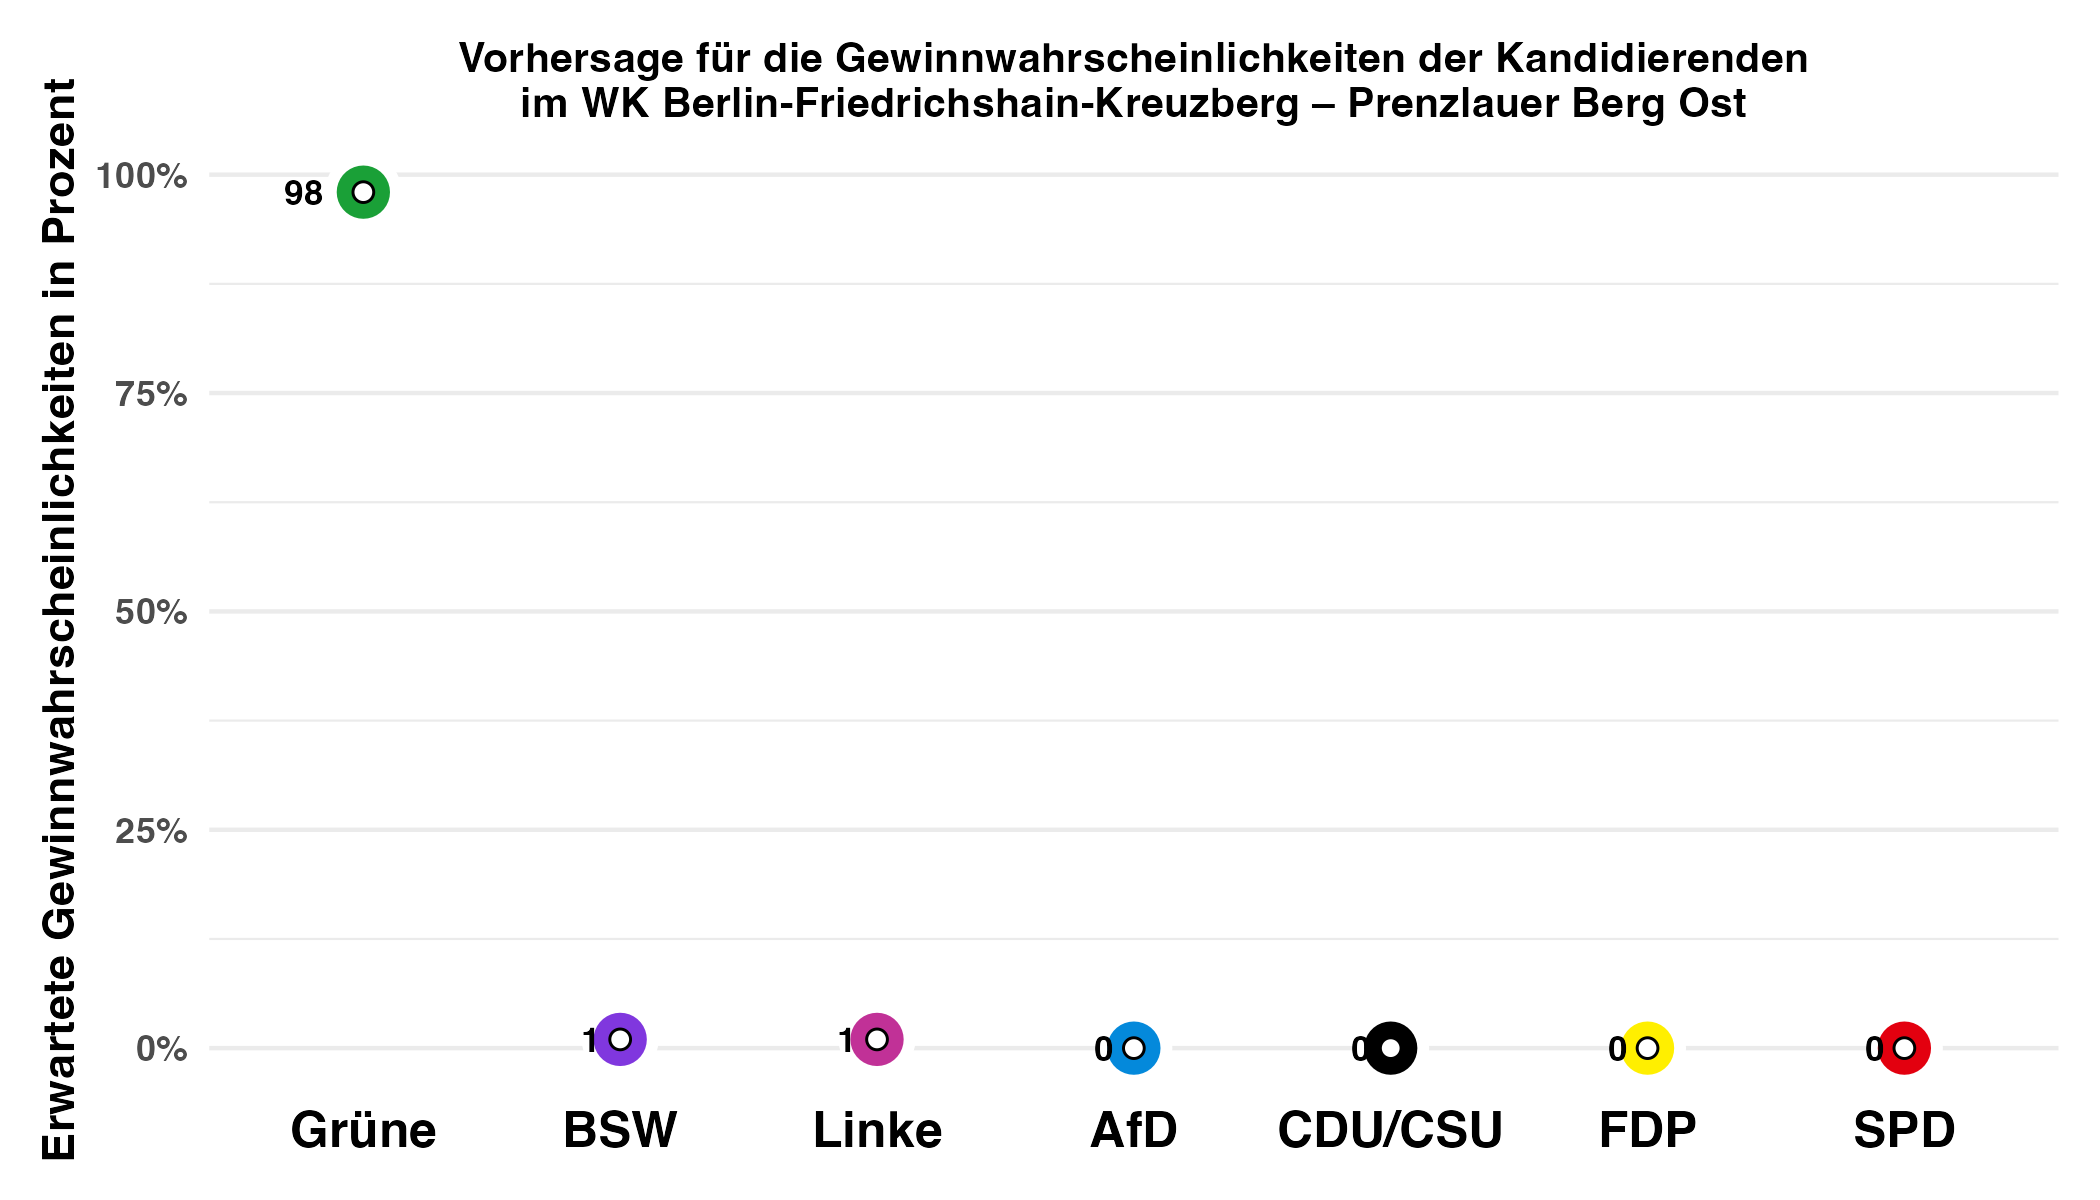 Vorhersage für die Gewinnwahrscheinlichkeiten der Kandidierenden
im WK Berlin-Friedrichshain-Kreuzberg – Prenzlauer Berg Ost
Erwartete Gewinnwahrscheinlichkeiten in Prozent
100%
75%
50%
25%
0%
98
1
1
0
0
0
0
Grüne
BSW
Linke
AfD
CDU/CSU
FDP
SPD